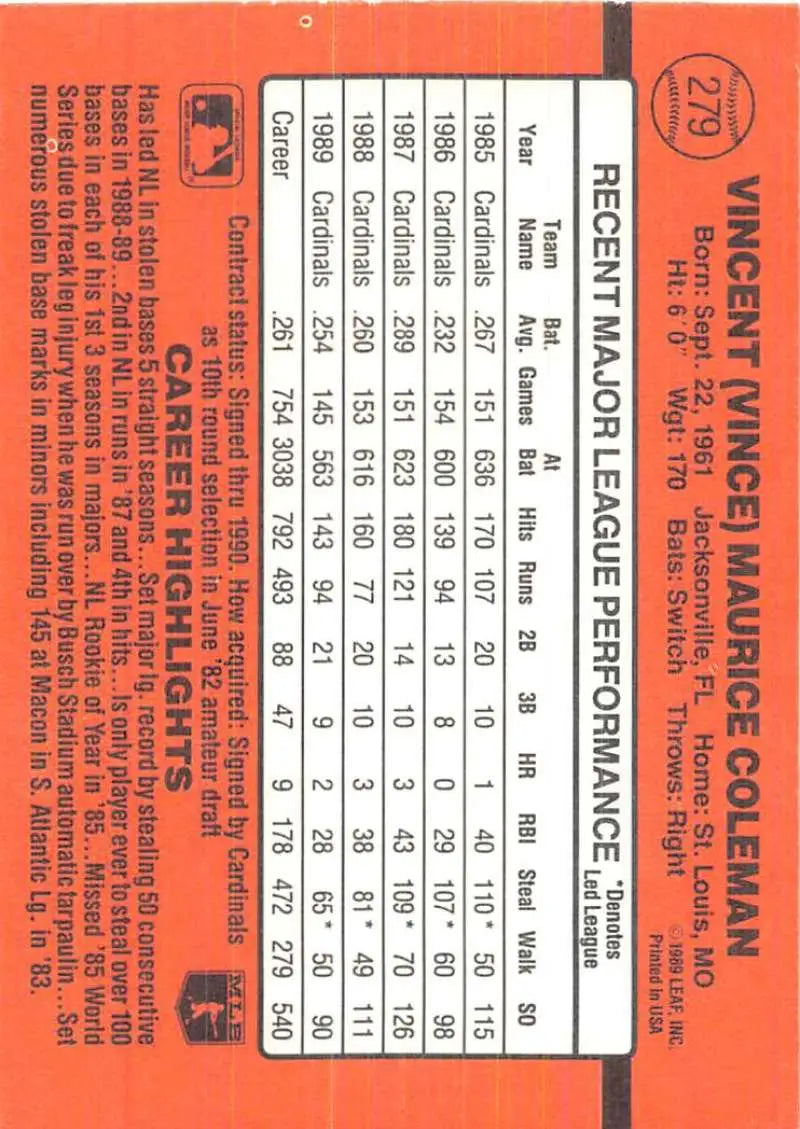 279
VINCENT (VINCE) MAURICE COLEMAN
Born: Sept. 22, 1961 Jacksonville, FL Home: St. Louis, MO
Ht: 6'0" Wgt: 170 Bats: Switch Throws: Right
© 1989 LEAF, INC.
Printed in USA
RECENT MAJOR LEAGUE PERFORMANCE *Denotes Led League
Year Team Name Bat. Avg. Games At Bat Hits Runs 2B 3B HR RBI Steal Walk SO
1985 Cardinals .267 151 636 170 107 20 10 1 40 110* 50 115
1986 Cardinals .232 154 600 139 94 13 8 0 29 107* 60 98
1987 Cardinals .289 151 623 180 121 14 10 3 43 109* 70 126
1988 Cardinals .260 153 616 160 77 20 10 3 38 81* 49 111
1989 Cardinals .254 145 563 143 94 21 9 2 28 65* 50 90
Career .261 754 3038 792 493 88 47 9 178 472 279 540
Contract status: Signed thru 1990. How acquired: Signed by Cardinals
as 10th round selection in June '82 amateur draft
MLB
CAREER HIGHLIGHTS
Has led NL in stolen bases 5 straight seasons... Set major lg. record by stealing 50 consecutive
bases in 1988-89... 2nd in NL in runs in '87 and 4th in hits... Is only player ever to steal over 100
bases in each of his 1st 3 seasons in majors... NL Rookie of Year in '85... Missed '85 World
Series due to freak leg injury when he was run over by Busch Stadium automatic tarpaulin... Set
numerous stolen base marks in minors including 145 at Macon in S. Atlantic Lg. in '83.